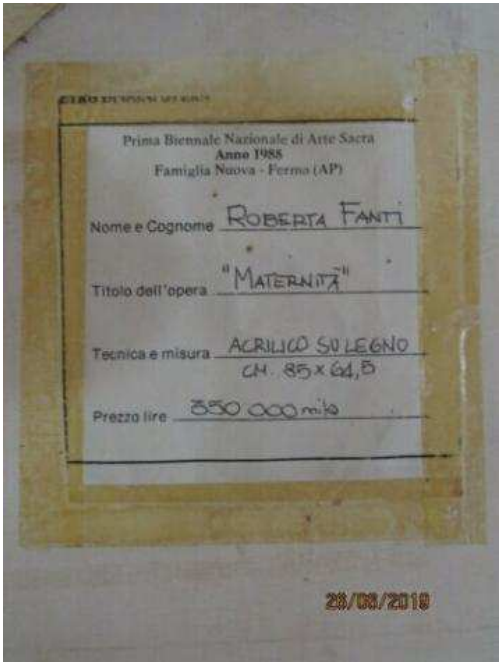 Prima Biennale Nazionale di Arte Sacra
Anno 1988
Famiglia Nuova - Fermo (AP)
Nome e Cognome ROBERTA FANTI
Titolo dell'opera "MATERNITÀ"
Tecnica e misura ACRILICO SU LEGNO
CM. 85 x 64,5
Prezzo lire 350 000 mila
26/08/2019